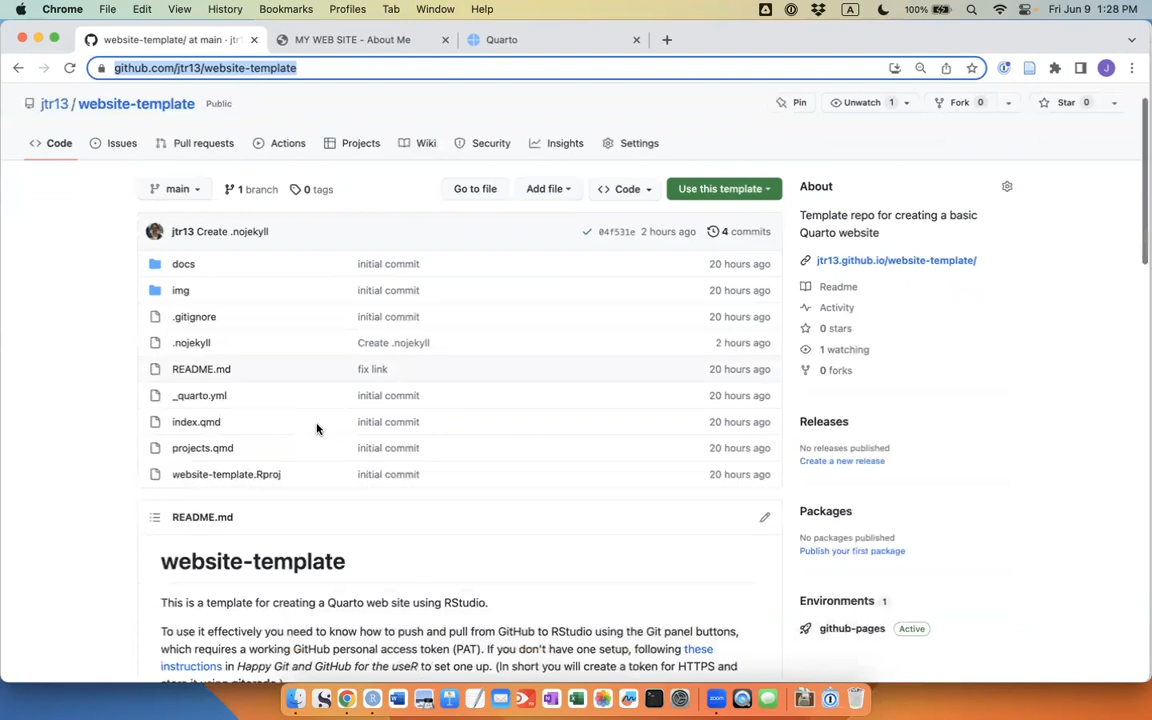 Chrome File Edit View History Bookmarks Profiles Tab Window Help A 100% Fri Jun 9 1:28 PM
website-template/ at main · jtr1 MY WEB SITE - About Me Quarto
github.com/jtr13/website-template J
jtr13 / website-template Public Pin Unwatch 1 Fork 0 Star 0
Code Issues Pull requests Actions Projects Wiki Security Insights Settings
main 1 branch 0 tags Go to file Add file Code Use this template
About
Template repo for creating a basic
Quarto website
jtr13.github.io/website-template/
Readme
Activity
0 stars
1 watching
0 forks
Releases
No releases published
Create a new release
Packages
No packages published
Publish your first package
Environments 1
github-pages Active
jtr13 Create .nojekyll 04f531e 2 hours ago 4 commits
docs initial commit 20 hours ago
img initial commit 20 hours ago
.gitignore initial commit 20 hours ago
.nojekyll Create .nojekyll 2 hours ago
README.md fix link 20 hours ago
_quarto.yml initial commit 20 hours ago
index.qmd initial commit 20 hours ago
projects.qmd initial commit 20 hours ago
website-template.Rproj initial commit 20 hours ago
README.md
website-template
This is a template for creating a Quarto web site using RStudio.
To use it effectively you need to know how to push and pull from GitHub to RStudio using the Git panel buttons,
which requires a working GitHub personal access token (PAT). If you don't have one setup, following these
instructions in Happy Git and GitHub for the useR to set one up. (In short you will create a token for HTTPS and